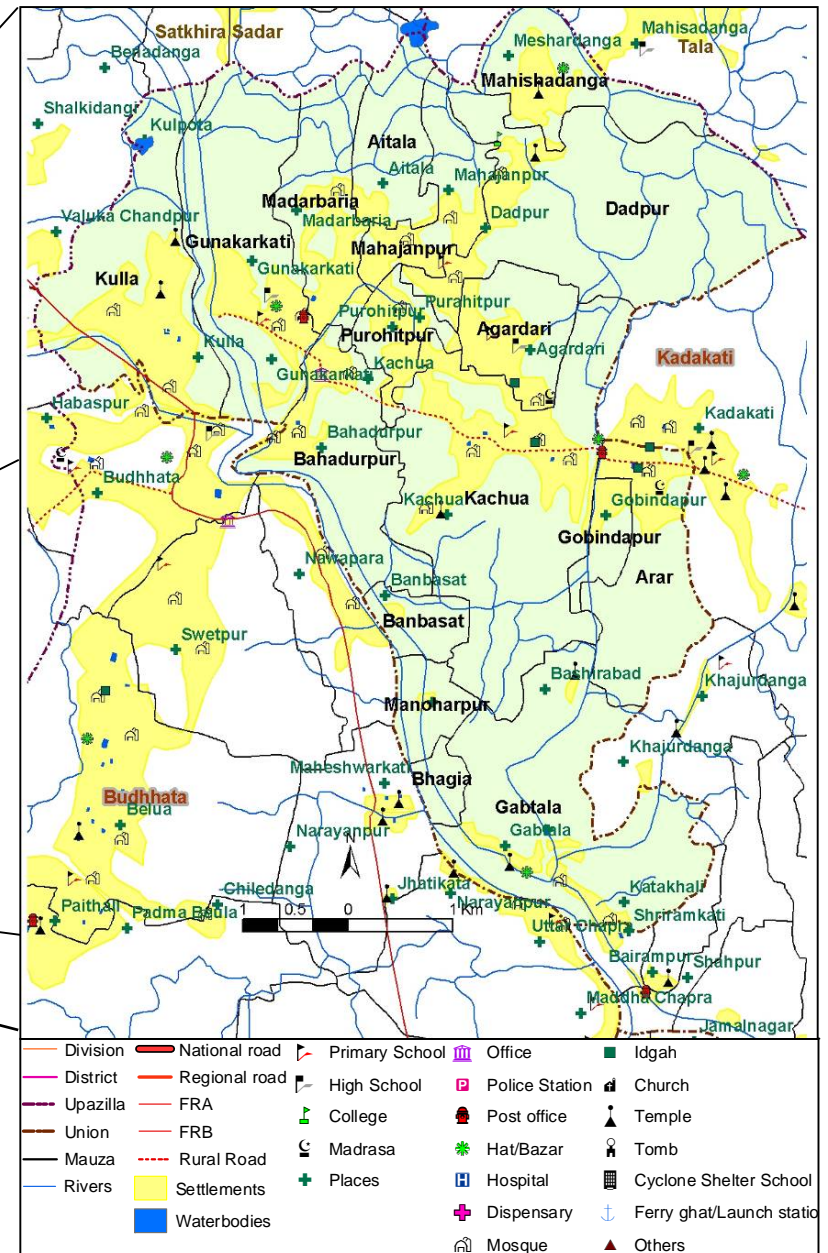 Satkhira Sadar
Mahisadanga
Tala
Benadanga
Meshardanga
Mahishadanga
Shalkidangi
Kulpota
Aitala
Aitala
Mahajanpur
Madarbaria
Madarbaria
Dadpur
Dadpur
Valuka Chandpur
Gunakarkati
Mahajanpur
Gunakarkati
Kulla
Purohitpur
Purahitpur
Purohitpur
Agardari
Kulla
Agardari
Kadakati
Gunakarkati
Kachua
Habaspur
Kadakati
Bahadurpur
Bahadurpur
Budhhata
Kachua
Kachua
Gobindapur
Gobindapur
Nawapara
Banbasat
Arar
Banbasat
Swetpur
Bashirabad
Khajurdanga
Manoharpur
Khajurdanga
Maheshwarkati
Bhagia
Budhhata
Belua
Gabtala
Gabtala
Narayanpur
N
Chiledanga
Jhatikata
Narayanpur
Katakhali
Paithali
Padma Beula
Shriramkati
1 0.5 0 1 Km
Uttar Chapra
Bairampur
Shahpur
Maddha Chapra
Jamalnagar
Division
District
Upazilla
Union
Mauza
Rivers
National road
Regional road
FRA
FRB
Rural Road
Settlements
Waterbodies
Primary School
High School
College
Madrasa
Places
Office
P Police Station
Post office
Hat/Bazar
H Hospital
Dispensary
Mosque
Idgah
Church
Temple
Tomb
Cyclone Shelter School
Ferry ghat/Launch statio
Others